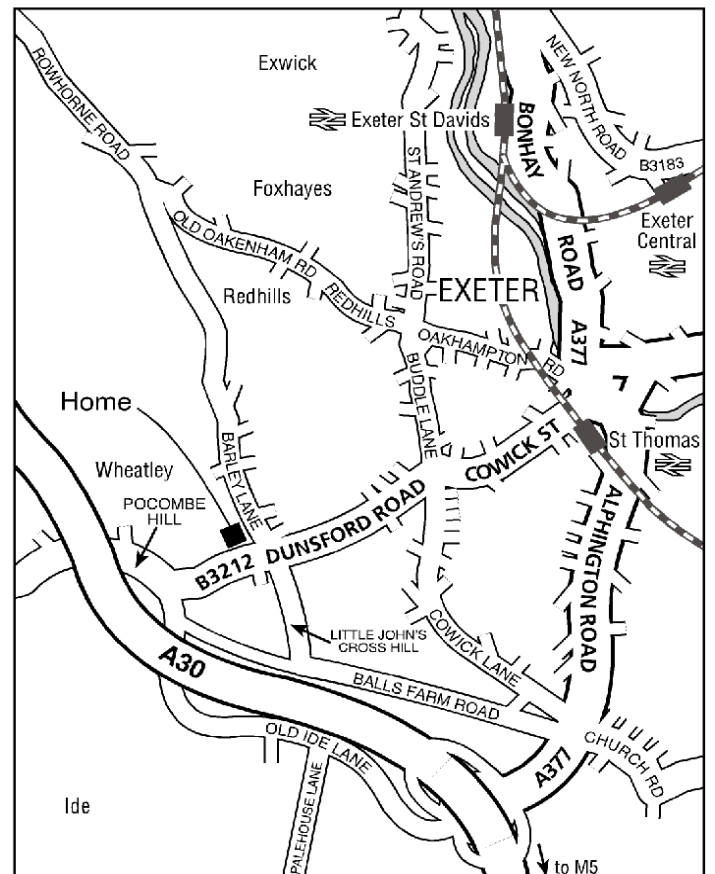 ROWHORNE ROAD
Exwick
NEW NORTH ROAD
Exeter St Davids
BONHAY
ROAD
A377
B3183
Exeter
Central
Foxhayes
ST ANDREW'S ROAD
OLD OAKENHAM RD
Redhills
REDHILLS
EXETER
OAKHAMPTON
RD
BUDDLE LANE
Home
Wheatley
BARLEY LANE
COWICK ST
St Thomas
POCOMBE
HILL
B3212
DUNSFORD ROAD
ALPHINGTON ROAD
LITTLE JOHN'S
CROSS HILL
COWICK LANE
A30
BALLS FARM ROAD
OLD IDE LANE
CHURCH RD
A377
PALEHOUSE LANE
Ide
to M5